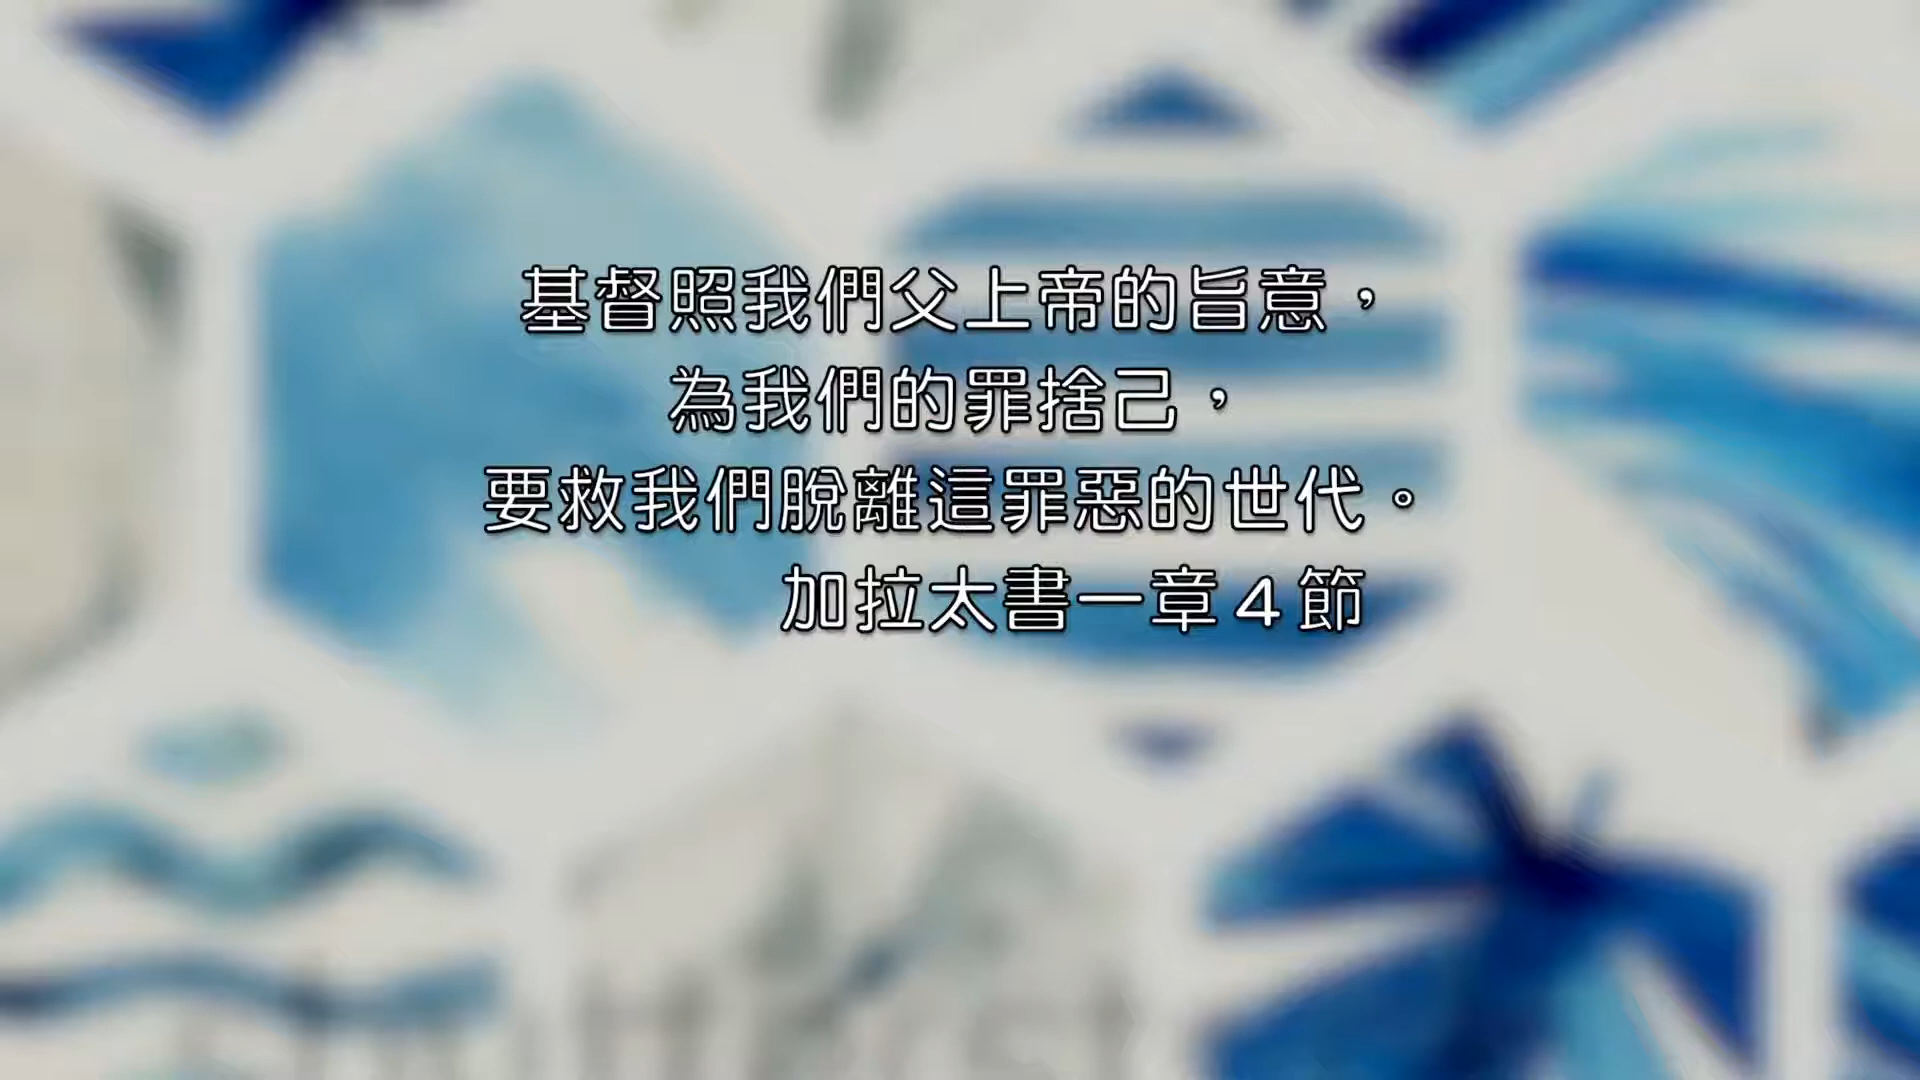 基督照我們父上帝的旨意，
為我們的罪捨己，
要救我們脫離這罪惡的世代。
加拉太書一章４節